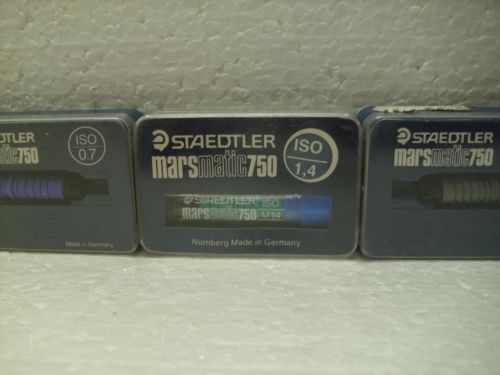 STAEDTLER
marsmatic750
ISO
0.7
Made in Germany
STAEDTLER
marsmatic750
ISO
1,4
STAEDTLER
marsmatic750
ISO
M14
Nürnberg Made in Germany
STAEDTLER
marsmatic750